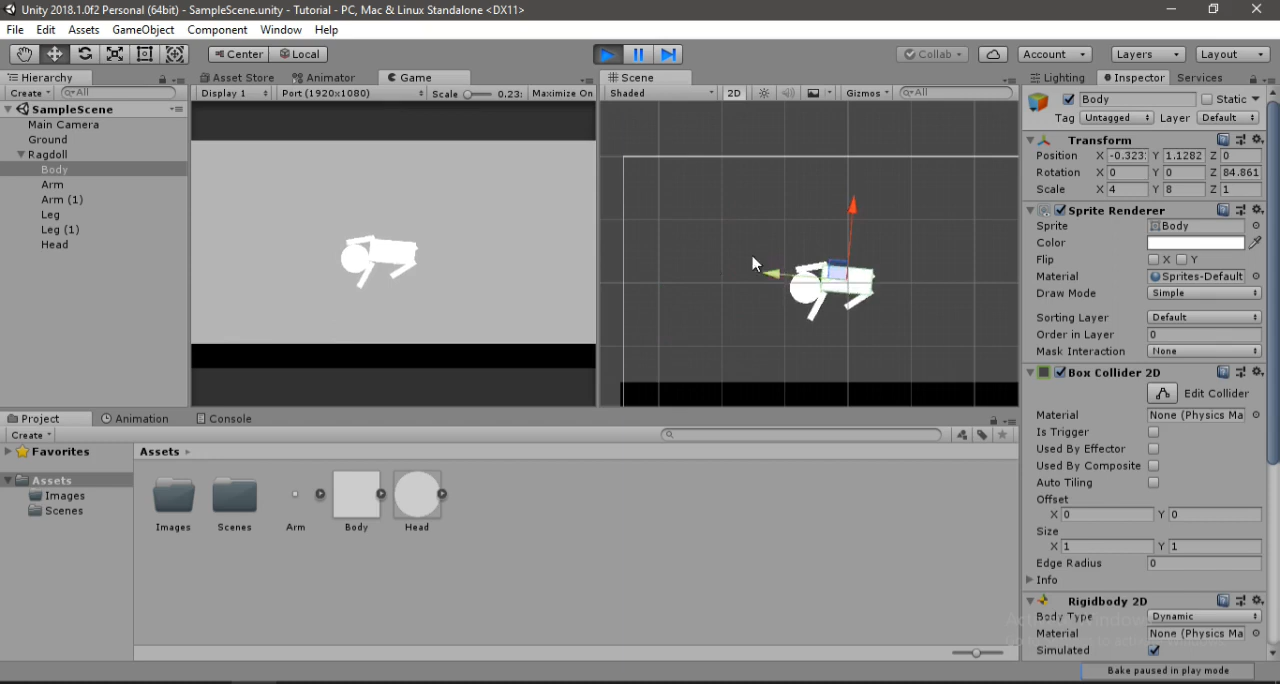 Unity 2018.1.0f2 Personal (64bit) - SampleScene.unity - Tutorial - PC, Mac & Linux Standalone <DX11>
File Edit Assets GameObject Component Window Help
Center Local Collab Account Layers Layout
Hierarchy Asset Store Animator Game Scene Lighting Inspector Services
Create All Display 1 Port (1920x1080) Scale 0.23: Maximize On Shaded 2D Gizmos All
SampleScene
Main Camera
Ground
Ragdoll
Body
Arm
Arm (1)
Leg
Leg (1)
Head
Body Static
Tag Untagged Layer Default
Transform
Position X -0.323: Y 1.1282 Z 0
Rotation X 0 Y 0 Z 84.861
Scale X 4 Y 8 Z 1
Sprite Renderer
Sprite Body
Color
Flip X Y
Material Sprites-Default
Draw Mode Simple
Sorting Layer Default
Order in Layer 0
Mask Interaction None
Box Collider 2D
Edit Collider
Material None (Physics Ma
Is Trigger
Used By Effector
Used By Composite
Auto Tiling
Offset
X 0 Y 0
Size
X 1 Y 1
Edge Radius 0
Info
Rigidbody 2D
Body Type Dynamic
Material None (Physics Ma
Simulated
Project Animation Console
Create
Favorites
Assets
Images
Scenes
Assets
Images Scenes Arm Body Head
Bake paused in play mode